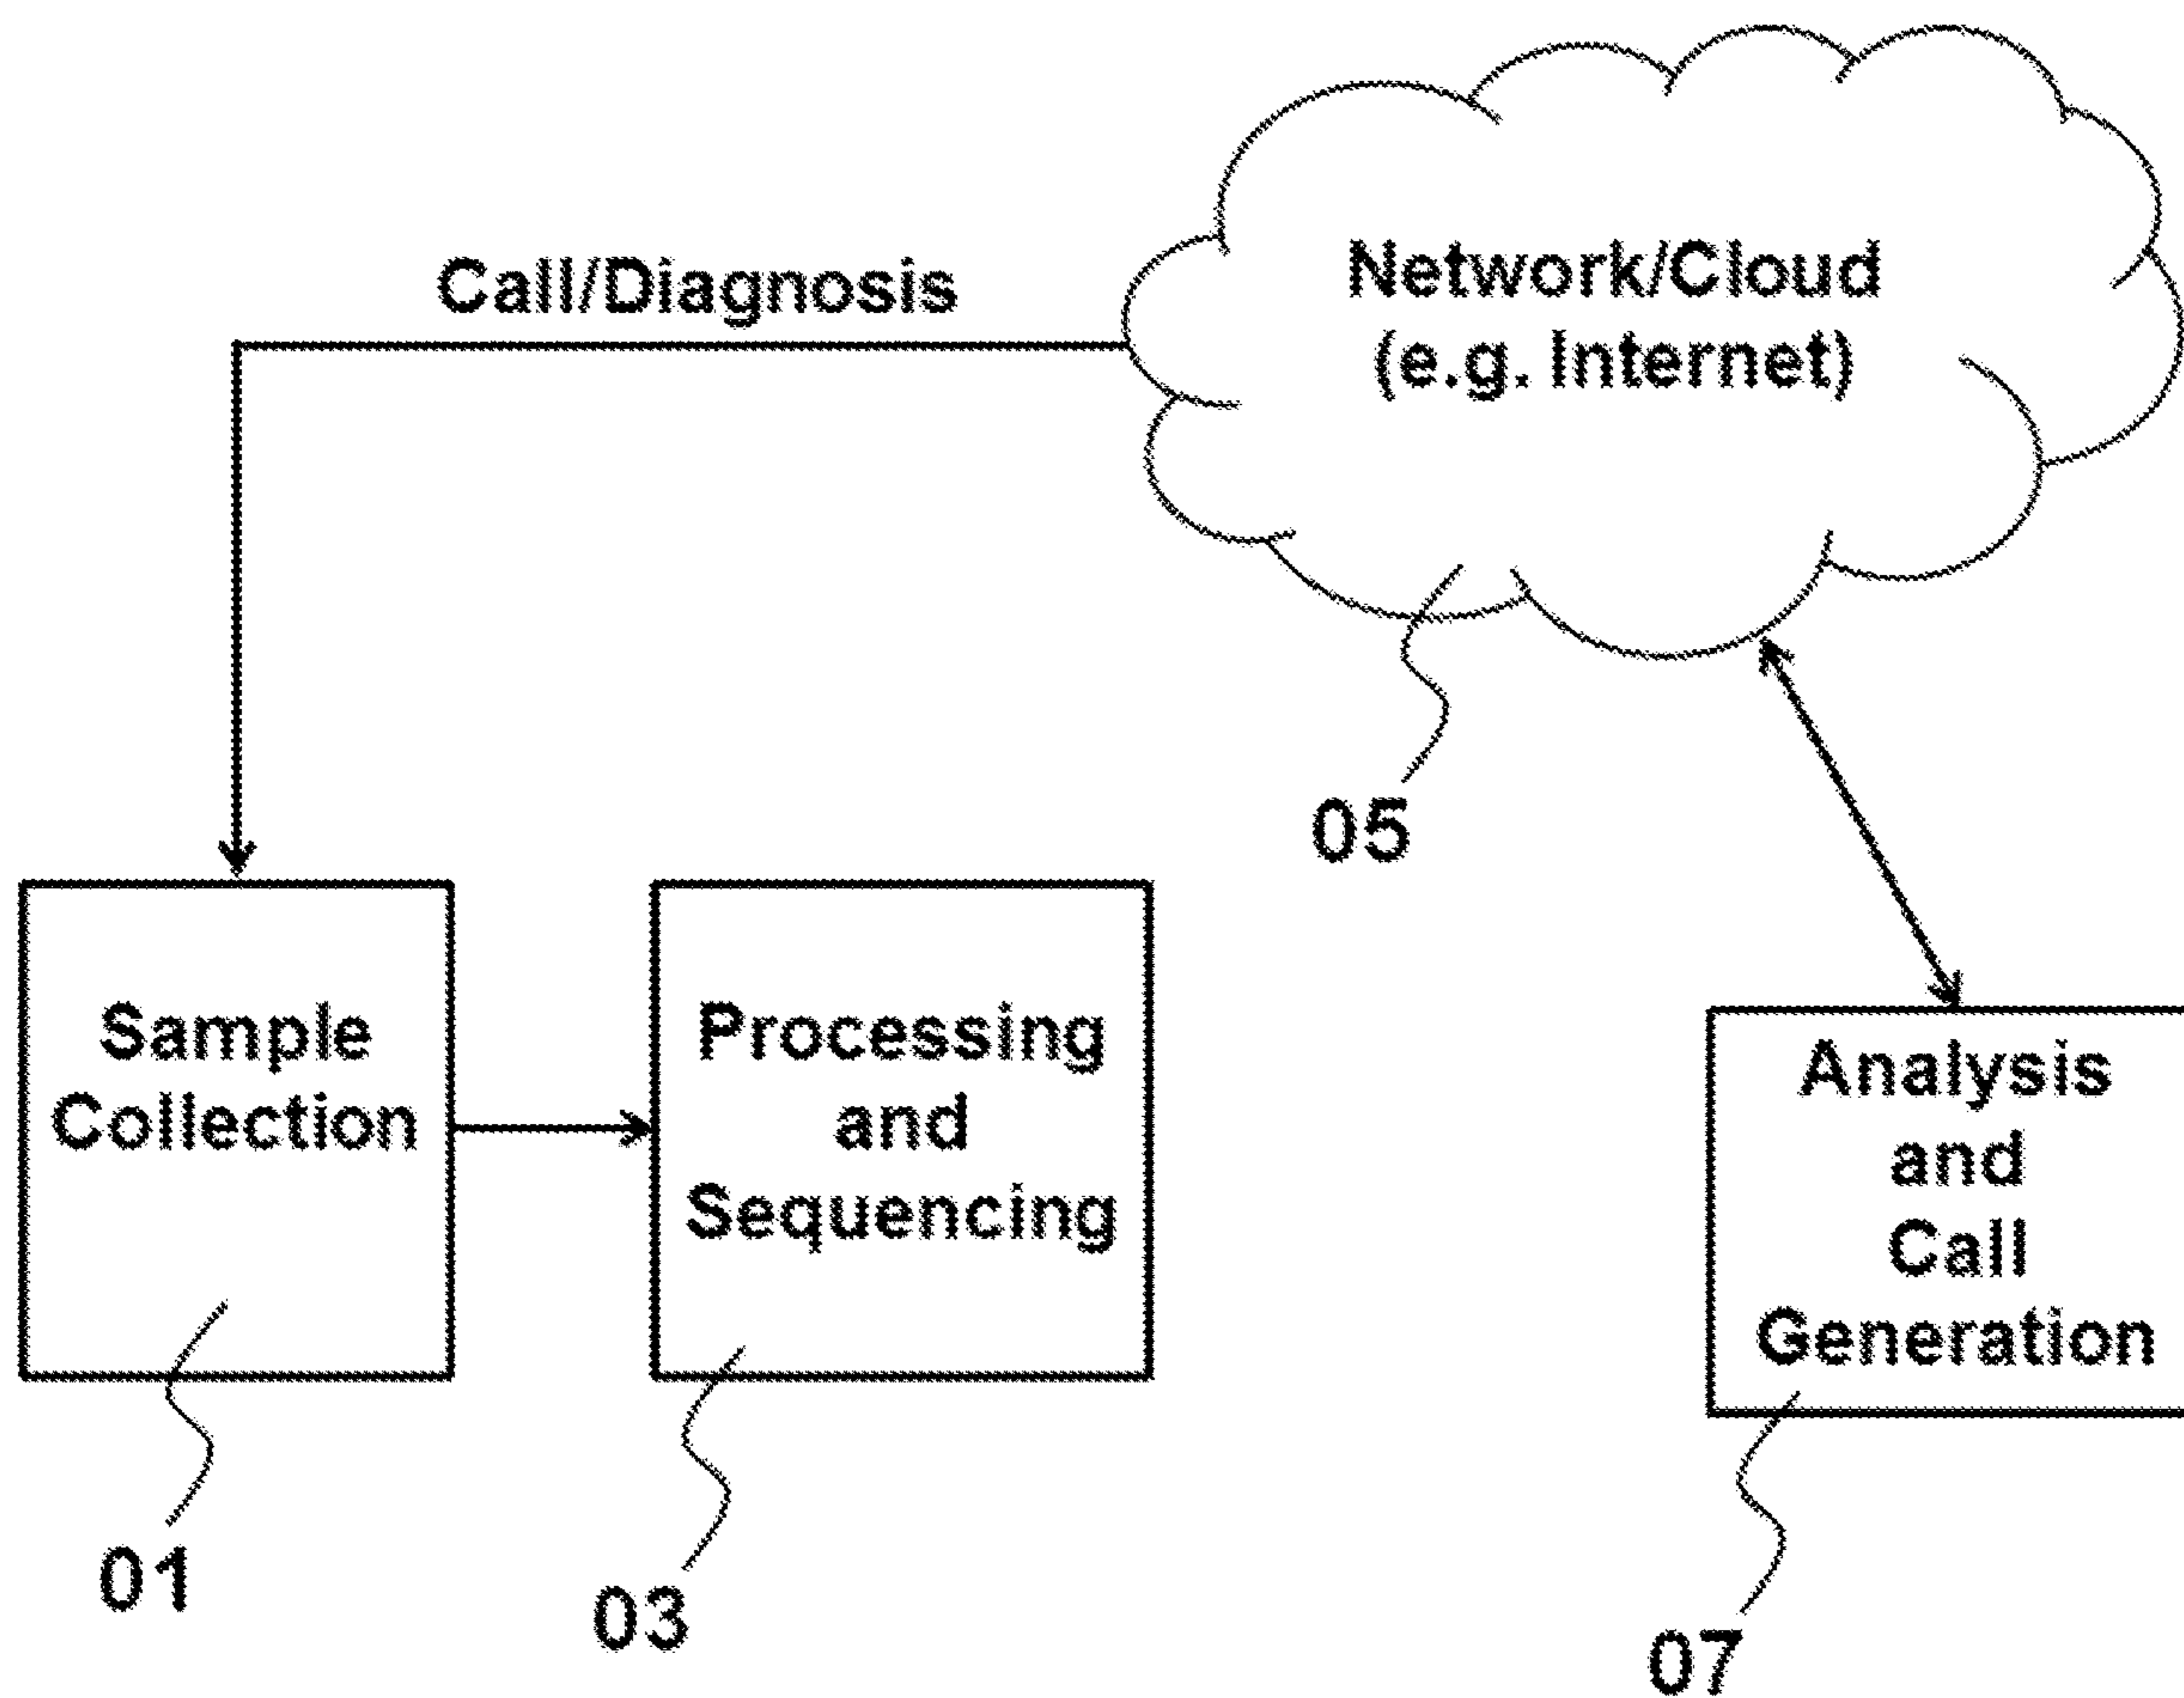 Network/Cloud
(e.g. Internet)
Call/Diagnosis
05
Sample
Collection
Processing
and
Sequencing
Analysis
and
Call
Generation
01
03
07